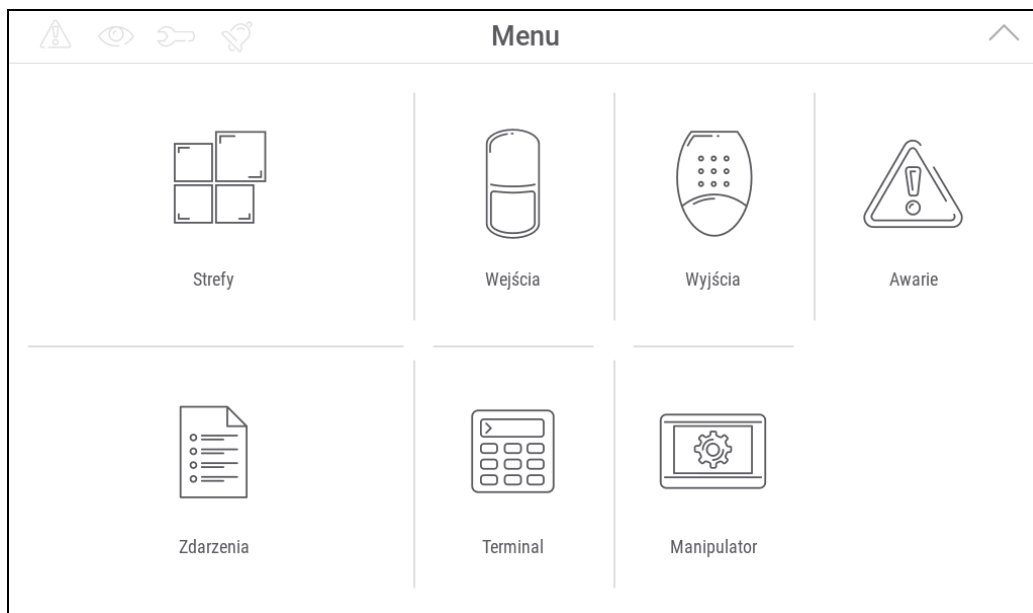 Menu
Strefy
Wejścia
Wyjścia
Awarie
Zdarzenia
Terminal
Manipulator